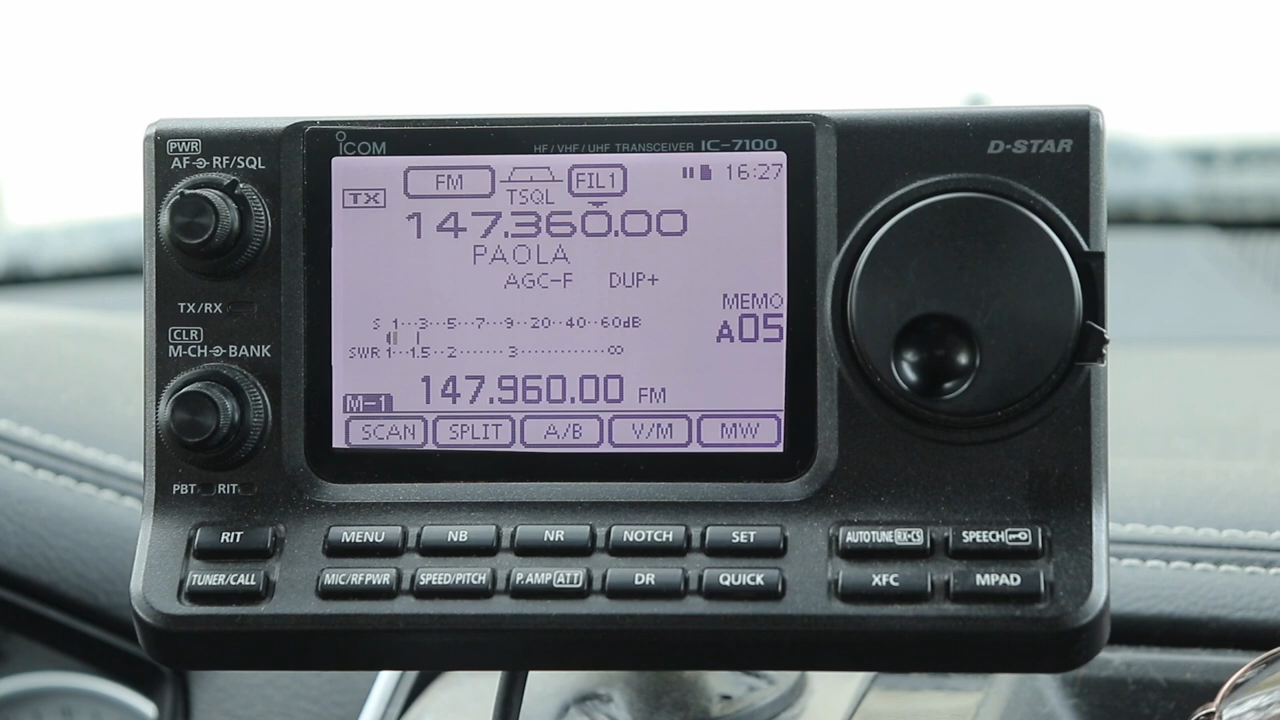 ICOM
HF/VHF/UHF TRANSCEIVER IC-7100
D-STAR
PWR
AF RF/SQL
TX/RX
CLR
M-CH BANK
PBT RIT
FM
TSQL
FIL1
16:27
TX
147.360.00
PAOLA
AGC-F DUP+
MEMO
A05
S 1··3··5··7··9··20··40··60dB
SWR 1··1.5··2······3·········∞
147.960.00 FM
M-1
SCAN SPLIT A/B V/M MW
RIT MENU NB NR NOTCH SET AUTOTUNE RX-CS SPEECH
TUNER/CALL MIC/RF PWR SPEED/PITCH P.AMP ATT DR QUICK XFC MPAD